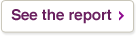 See the report ›